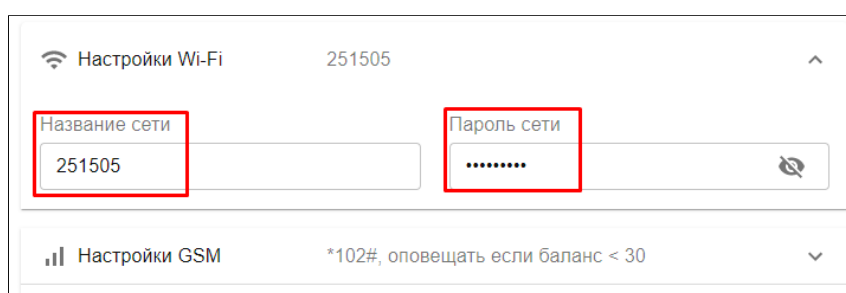 Настройки Wi-Fi 251505
Название сети Пароль сети
251505 •••••••••
Настройки GSM *102#, оповещать если баланс < 30